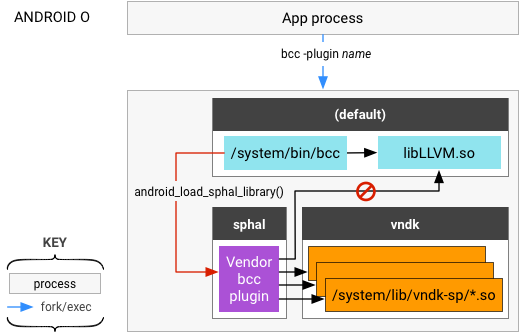 ANDROID O
App process
bcc -plugin name
(default)
/system/bin/bcc
libLLVM.so
android_load_sphal_library()
sphal
vndk
Vendor
bcc
plugin
/system/lib/vndk-sp/*.so
KEY
process
fork/exec